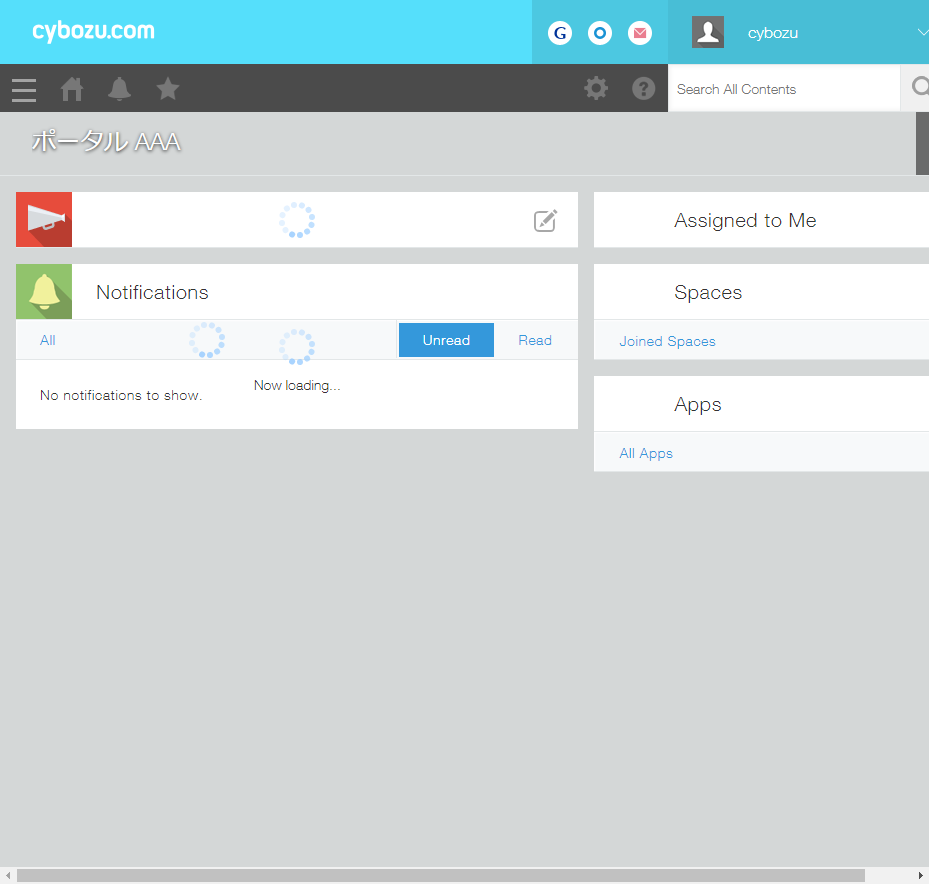 cybozu.com
G
cybozu
?
Search All Contents
ポータル AAA
Assigned to Me
Notifications
Spaces
All
Unread
Read
Joined Spaces
Now loading...
No notifications to show.
Apps
All Apps